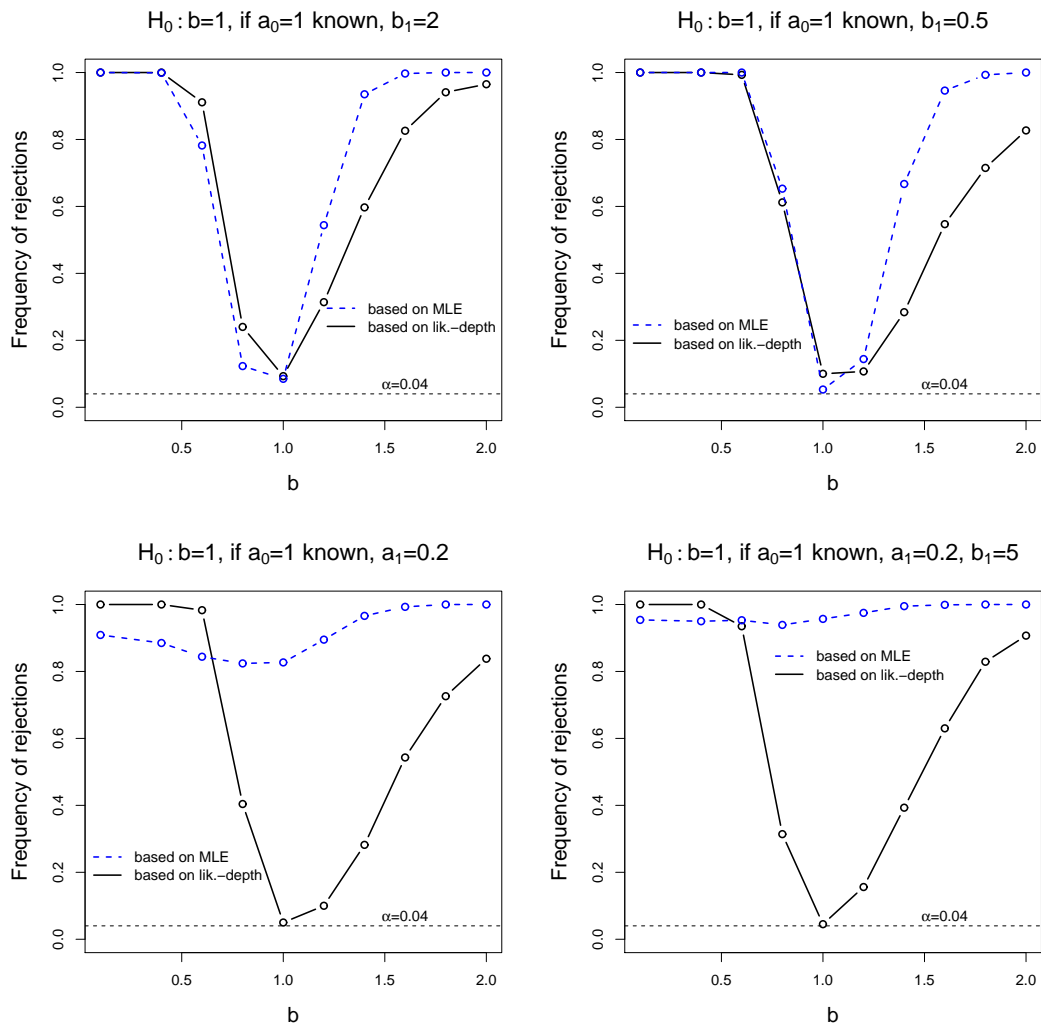 H₀ : b=1, if a₀=1 known, b₁=2
Frequency of rejections
1.0
0.8
0.6
0.4
0.2
0.0
based on MLE
based on lik.−depth
α=0.04
0.5 1.0 1.5 2.0
b
H₀ : b=1, if a₀=1 known, b₁=0.5
Frequency of rejections
1.0
0.8
0.6
0.4
0.2
0.0
based on MLE
based on lik.−depth
α=0.04
0.5 1.0 1.5 2.0
b
H₀ : b=1, if a₀=1 known, a₁=0.2
Frequency of rejections
1.0
0.8
0.6
0.4
0.2
0.0
based on MLE
based on lik.−depth
α=0.04
0.5 1.0 1.5 2.0
b
H₀ : b=1, if a₀=1 known, a₁=0.2, b₁=5
Frequency of rejections
1.0
0.8
0.6
0.4
0.2
0.0
based on MLE
based on lik.−depth
α=0.04
0.5 1.0 1.5 2.0
b